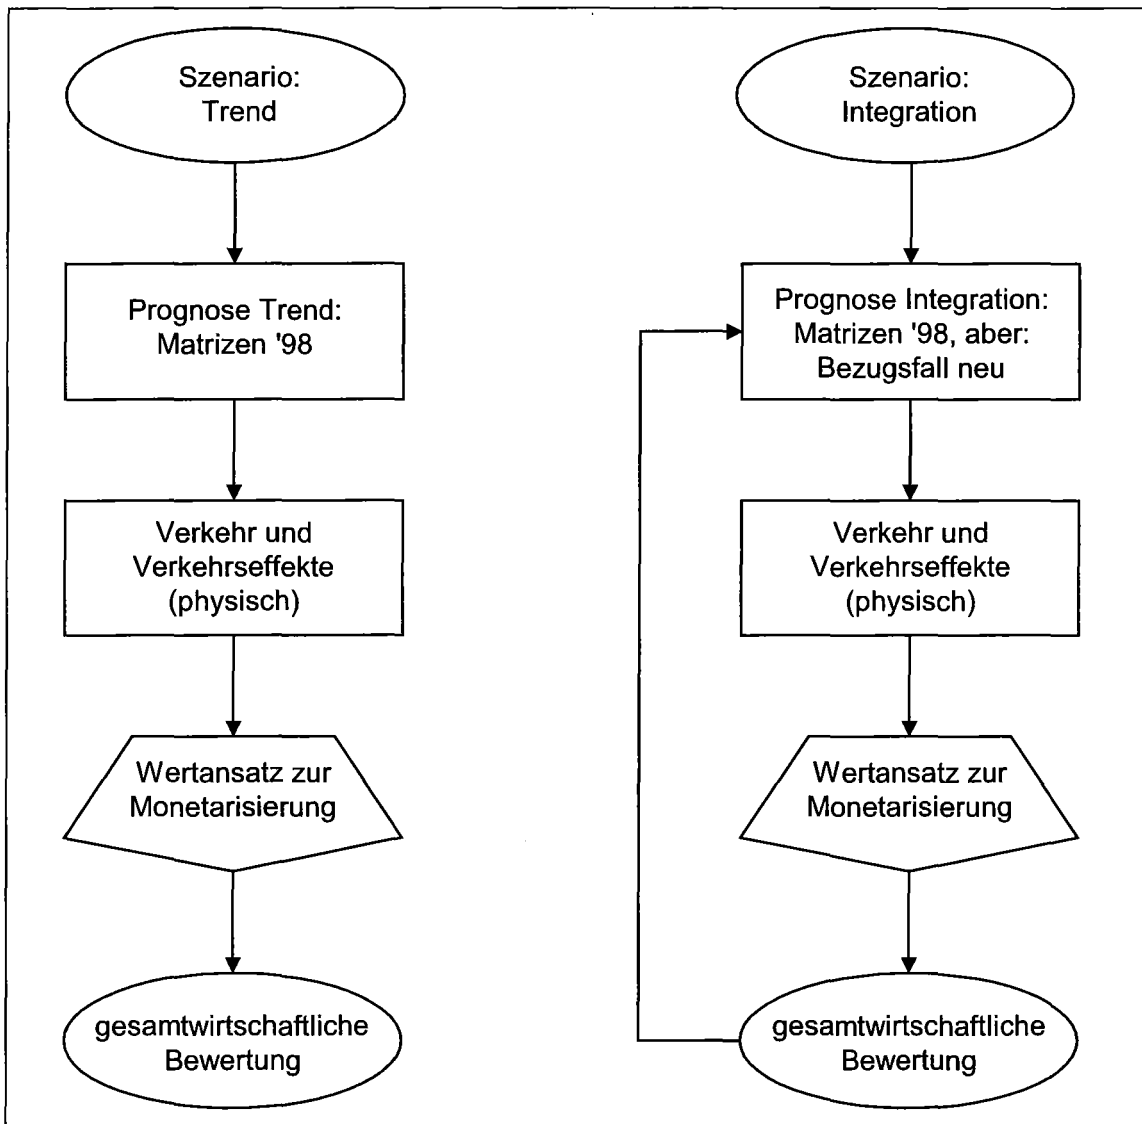 Szenario:
Trend
Prognose Trend:
Matrizen '98
Verkehr und
Verkehrseffekte
(physisch)
Wertansatz zur
Monetarisierung
gesamtwirtschaftliche
Bewertung
Szenario:
Integration
Prognose Integration:
Matrizen '98, aber:
Bezugsfall neu
Verkehr und
Verkehrseffekte
(physisch)
Wertansatz zur
Monetarisierung
gesamtwirtschaftliche
Bewertung